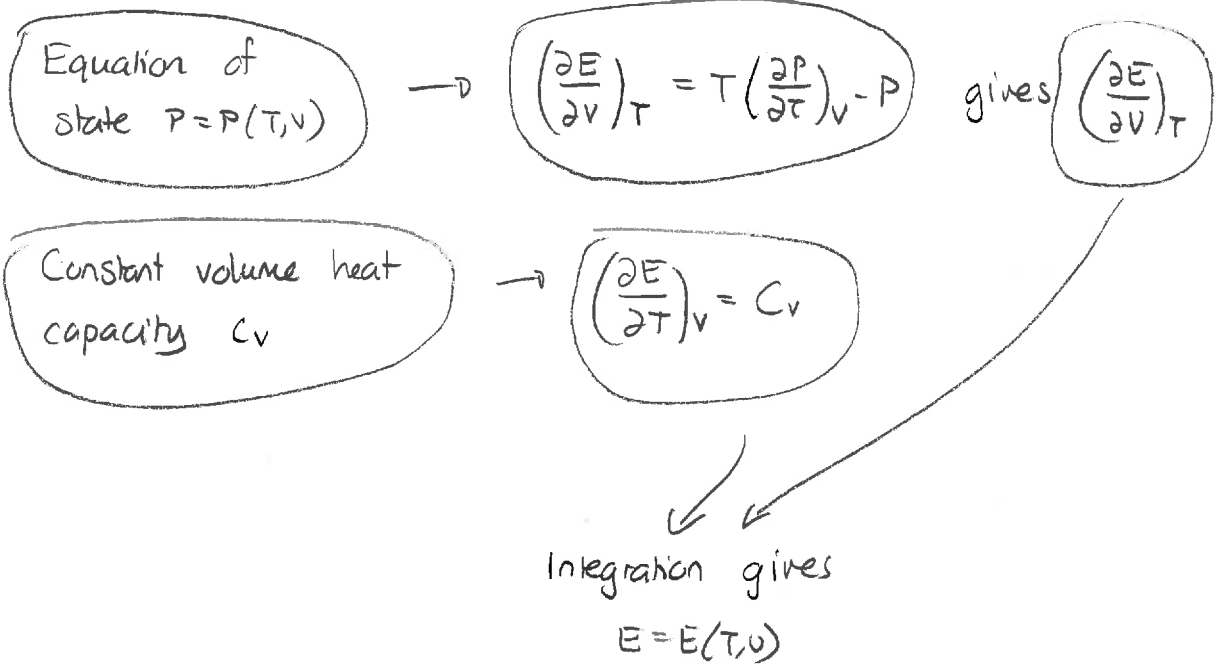 Equation of
state P = P(T,V)
→ (∂E/∂V)_T = T(∂P/∂T)_V - P
gives (∂E/∂V)_T
Constant volume heat
capacity C_V
→ (∂E/∂T)_V = C_V
Integration gives
E = E(T,V)